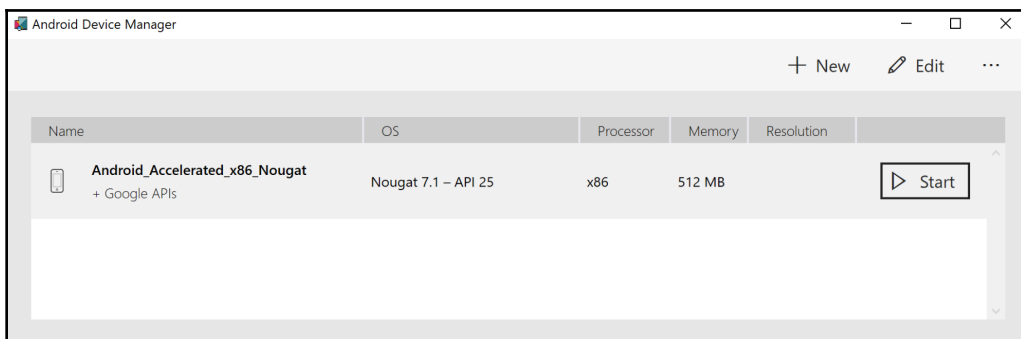 Android Device Manager
+ New Edit ...
Name OS Processor Memory Resolution
Android_Accelerated_x86_Nougat
+ Google APIs
Nougat 7.1 – API 25 x86 512 MB Start